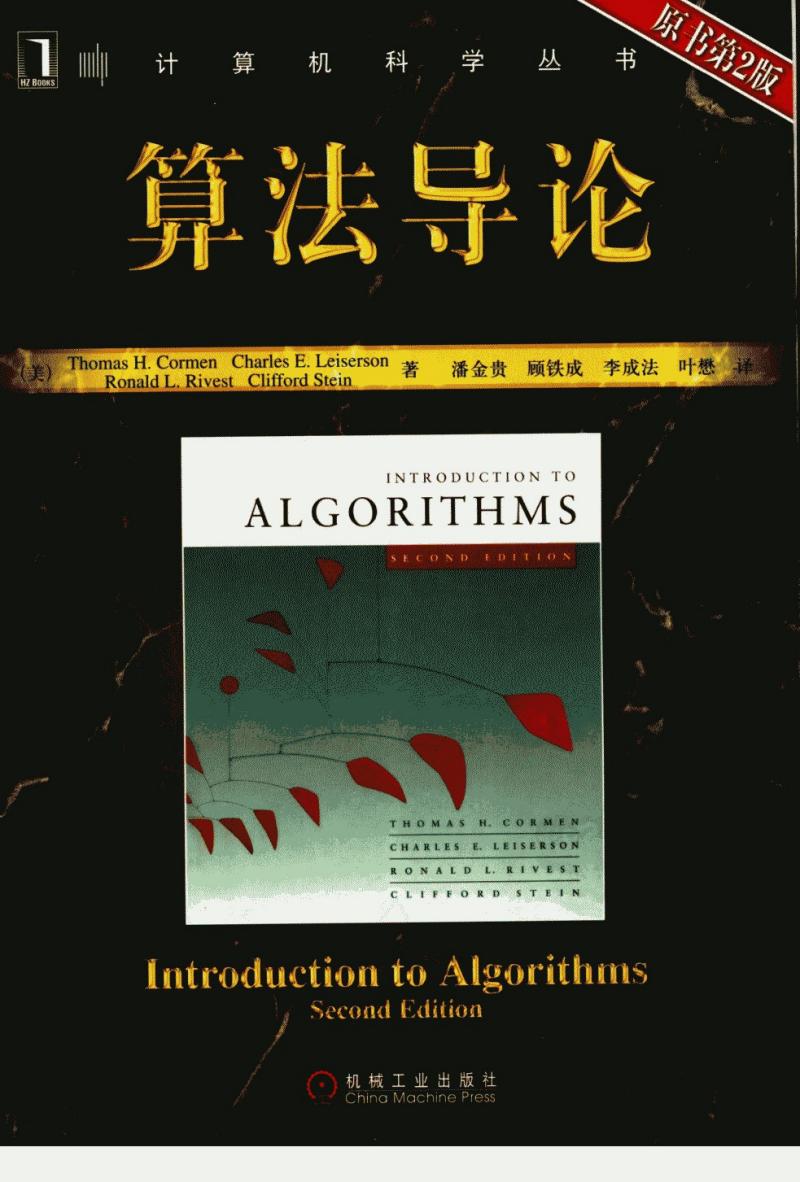 HZ BOOKS
计算机科学丛书
原书第2版
算法导论
(美) Thomas H. Cormen Charles E. Leiserson
Ronald L. Rivest Clifford Stein 著 潘金贵 顾铁成 李成法 叶懋 译
INTRODUCTION TO
ALGORITHMS
SECOND EDITION
THOMAS H. CORMEN
CHARLES E. LEISERSON
RONALD L. RIVEST
CLIFFORD STEIN
Introduction to Algorithms
Second Edition
机械工业出版社
China Machine Press